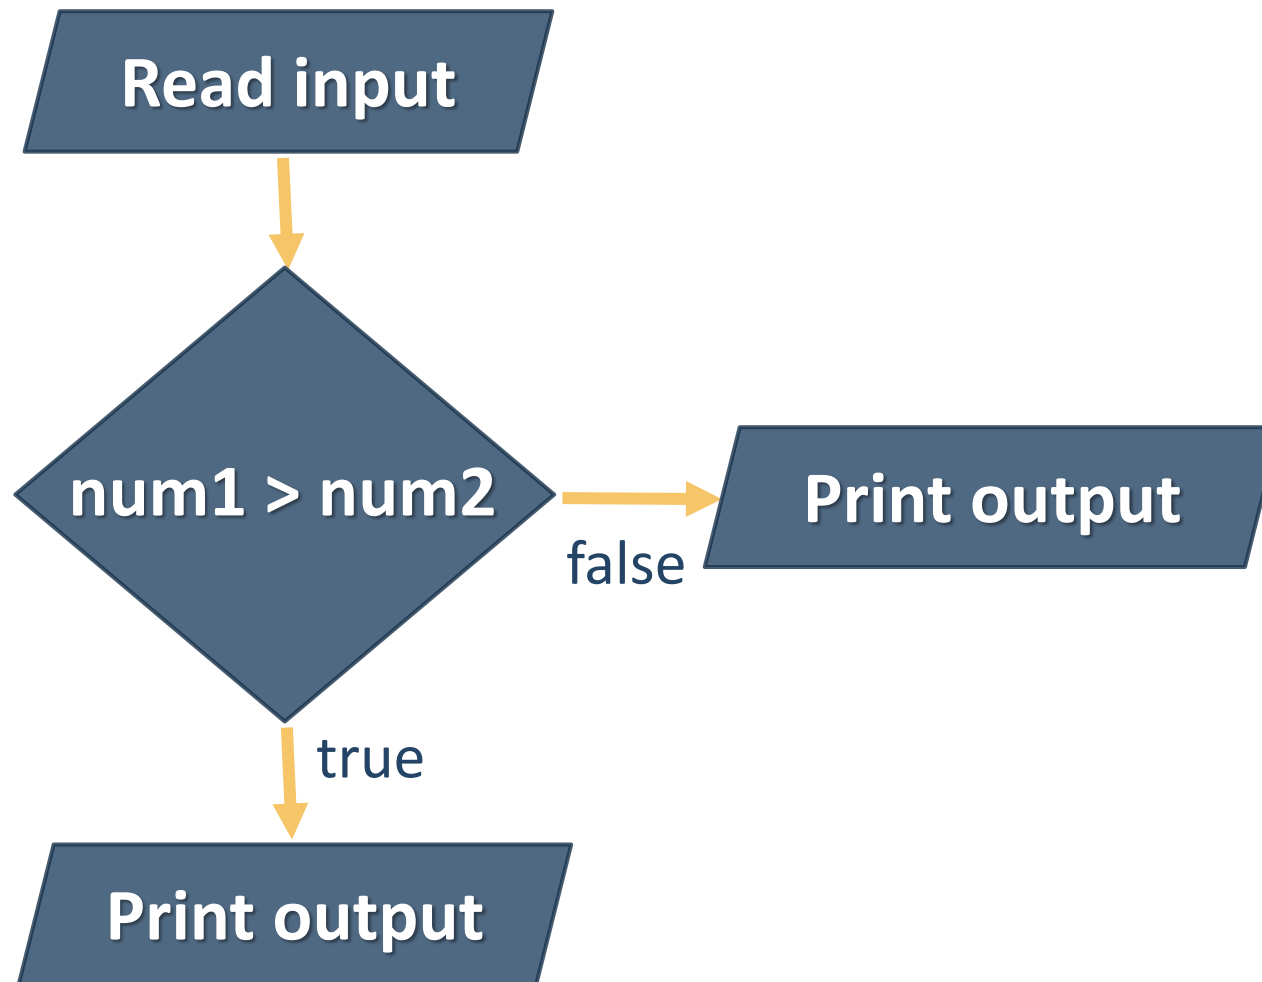 Read input
num1 > num2
Print output
false
true
Print output